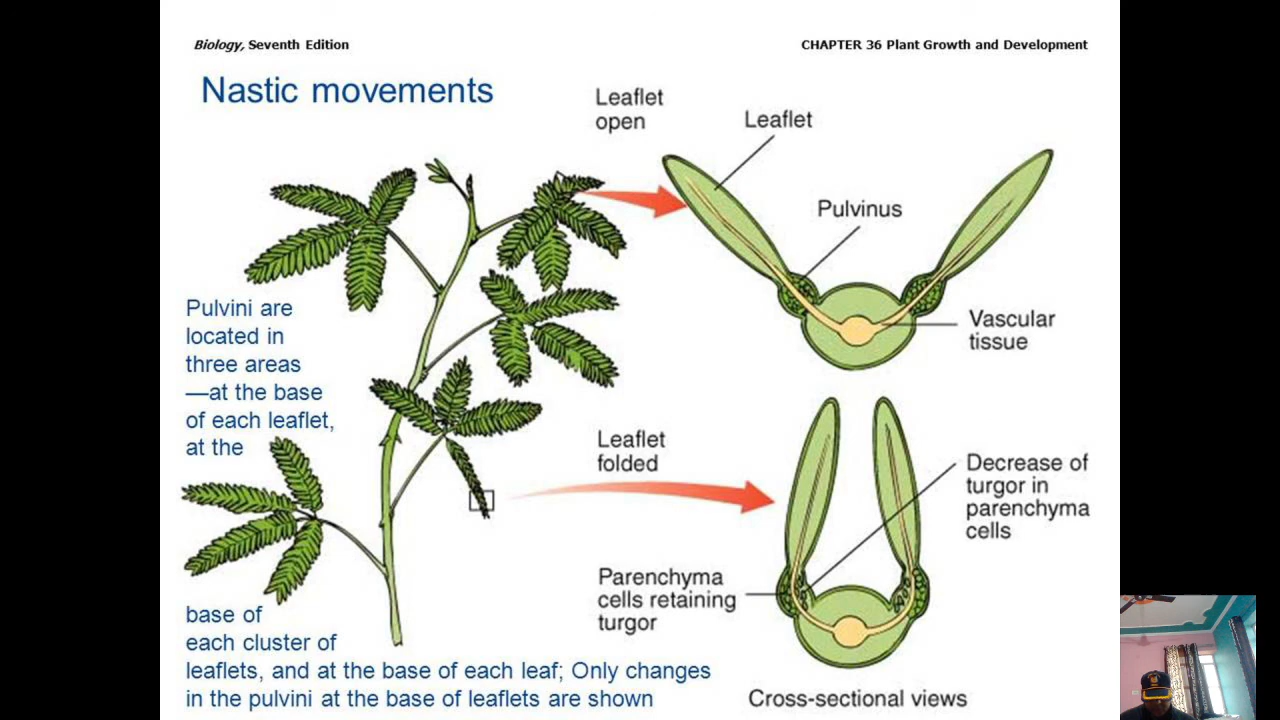 Biology, Seventh Edition
CHAPTER 36 Plant Growth and Development
Nastic movements
Leaflet
open
Leaflet
Pulvinus
Vascular
tissue
Pulvini are
located in
three areas
—at the base
of each leaflet,
at the
Leaflet
folded
Decrease of
turgor in
parenchyma
cells
Parenchyma
cells retaining
turgor
base of
each cluster of
leaflets, and at the base of each leaf; Only changes
in the pulvini at the base of leaflets are shown
Cross-sectional views